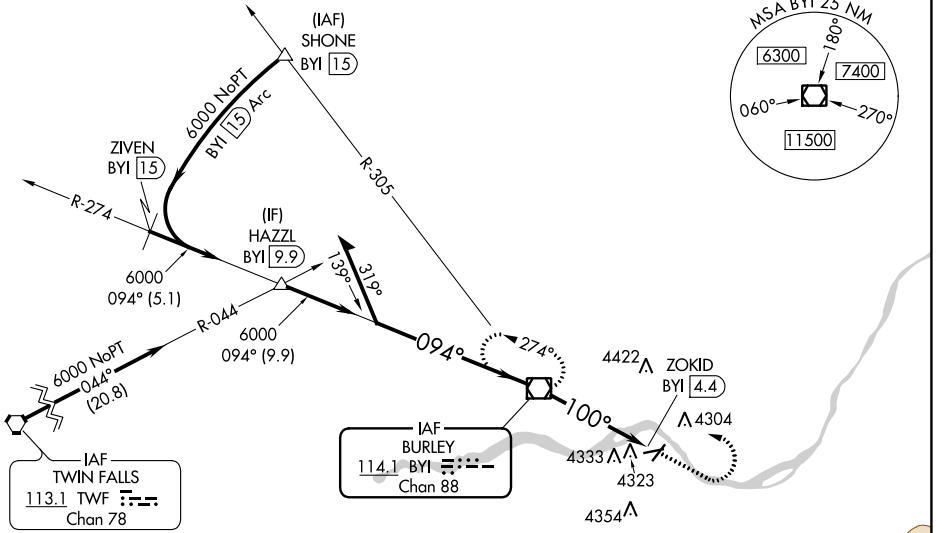 (IAF)
SHONE
BYI 15
6000 NoPT
BYI 15 Arc
ZIVEN
BYI 15
R-274
6000
094° (5.1)
(IF)
HAZZL
BYI 9.9
R-305
139°
319°
R-044
6000
094° (9.9)
6000 NoPT
044°
(20.8)
094°
274°
100°
IAF
TWIN FALLS
113.1 TWF
Chan 78
IAF
BURLEY
114.1 BYI
Chan 88
4422
ZOKID
BYI 4.4
4304
4333
4323
4354
MSA BYI 25 NM
180°
6300
7400
060°
270°
11500